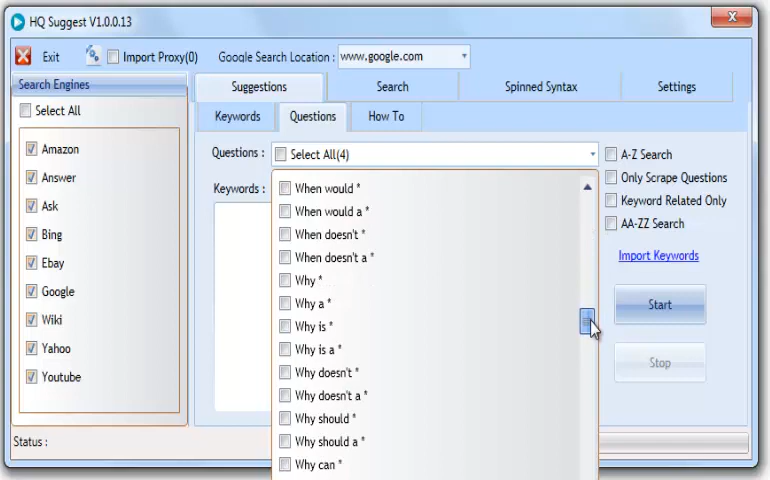 HQ Suggest V1.0.0.13
Exit
Import Proxy(0)
Google Search Location :
www.google.com
Search Engines
Select All
Amazon
Answer
Ask
Bing
Ebay
Google
Wiki
Yahoo
Youtube
Suggestions
Search
Spinned Syntax
Settings
Keywords
Questions
How To
Questions :
Select All(4)
Keywords :
When would *
When would a *
When doesn't *
When doesn't a *
Why *
Why a *
Why is *
Why is a *
Why doesn't *
Why doesn't a *
Why should *
Why should a *
Why can *
A-Z Search
Only Scrape Questions
Keyword Related Only
AA-ZZ Search
Import Keywords
Start
Stop
Status :